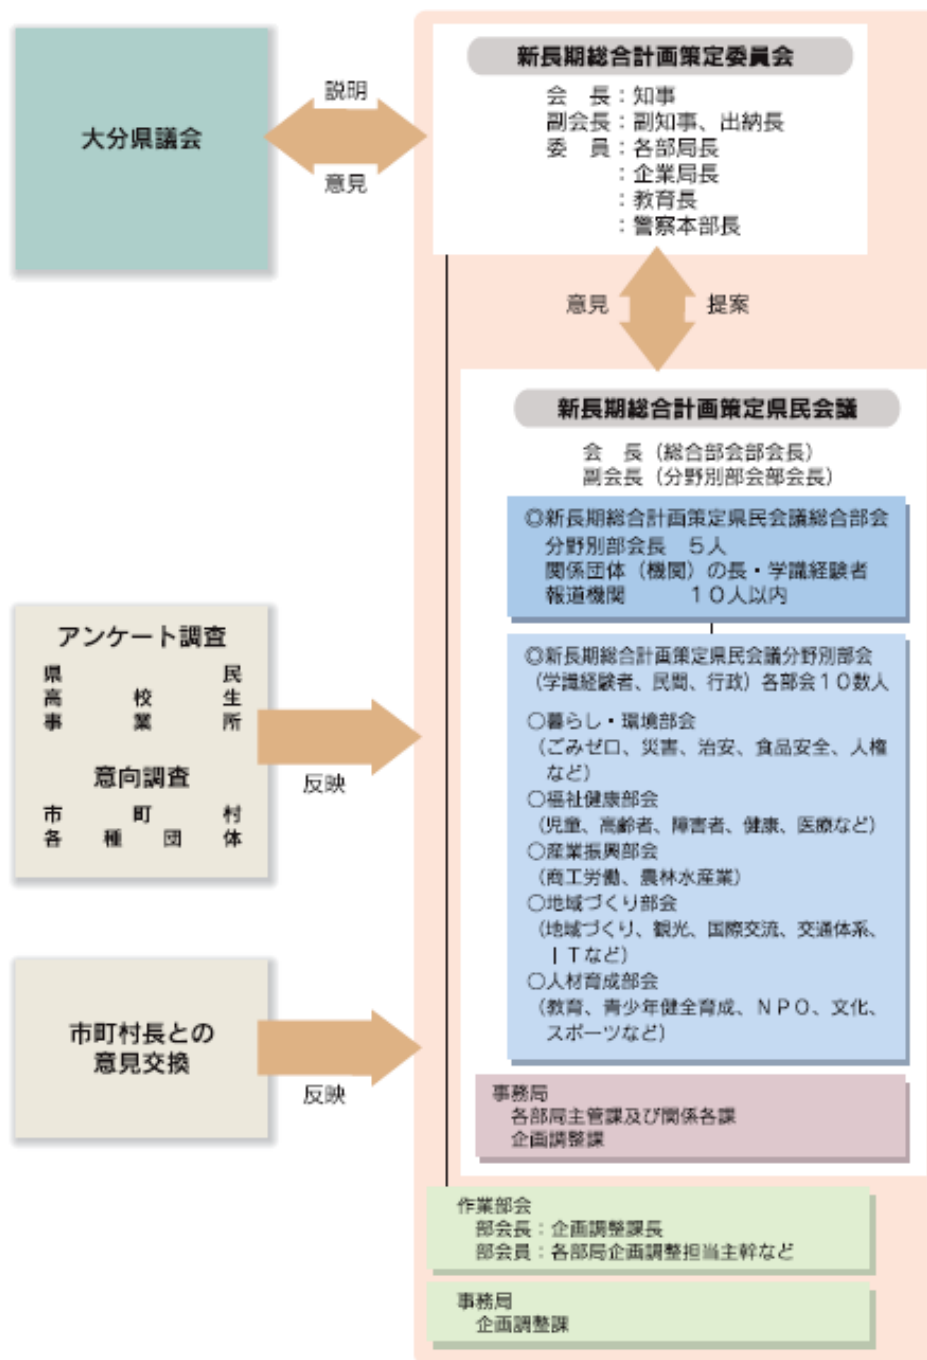 大分県議会
説明
意見
新長期総合計画策定委員会
会　長：知事
副会長：副知事、出納長
委　員：各部局長
：企業局長
：教育長
：警察本部長
意見
提案
新長期総合計画策定県民会議
会　長（総合部会部会長）
副会長（分野別部会部会長）
◎新長期総合計画策定県民会議総合部会
分野別部会長　５人
関係団体（機関）の長・学識経験者
報道機関　　　１０人以内
◎新長期総合計画策定県民会議分野別部会
（学識経験者、民間、行政）各部会１０数人
○暮らし・環境部会
（ごみゼロ、災害、治安、食品安全、人権
など）
○福祉健康部会
（児童、高齢者、障害者、健康、医療など）
○産業振興部会
（商工労働、農林水産業）
○地域づくり部会
（地域づくり、観光、国際交流、交通体系、
ＩＴなど）
○人材育成部会
（教育、青少年健全育成、ＮＰＯ、文化、
スポーツなど）
事務局
各部局主管課及び関係各課
企画調整課
アンケート調査
県　　　民
高　校　生
事　業　所
意向調査
市　町　村
各　種　団　体
反映
市町村長との
意見交換
反映
作業部会
部会長：企画調整課長
部会員：各部局企画調整担当主幹など
事務局
企画調整課